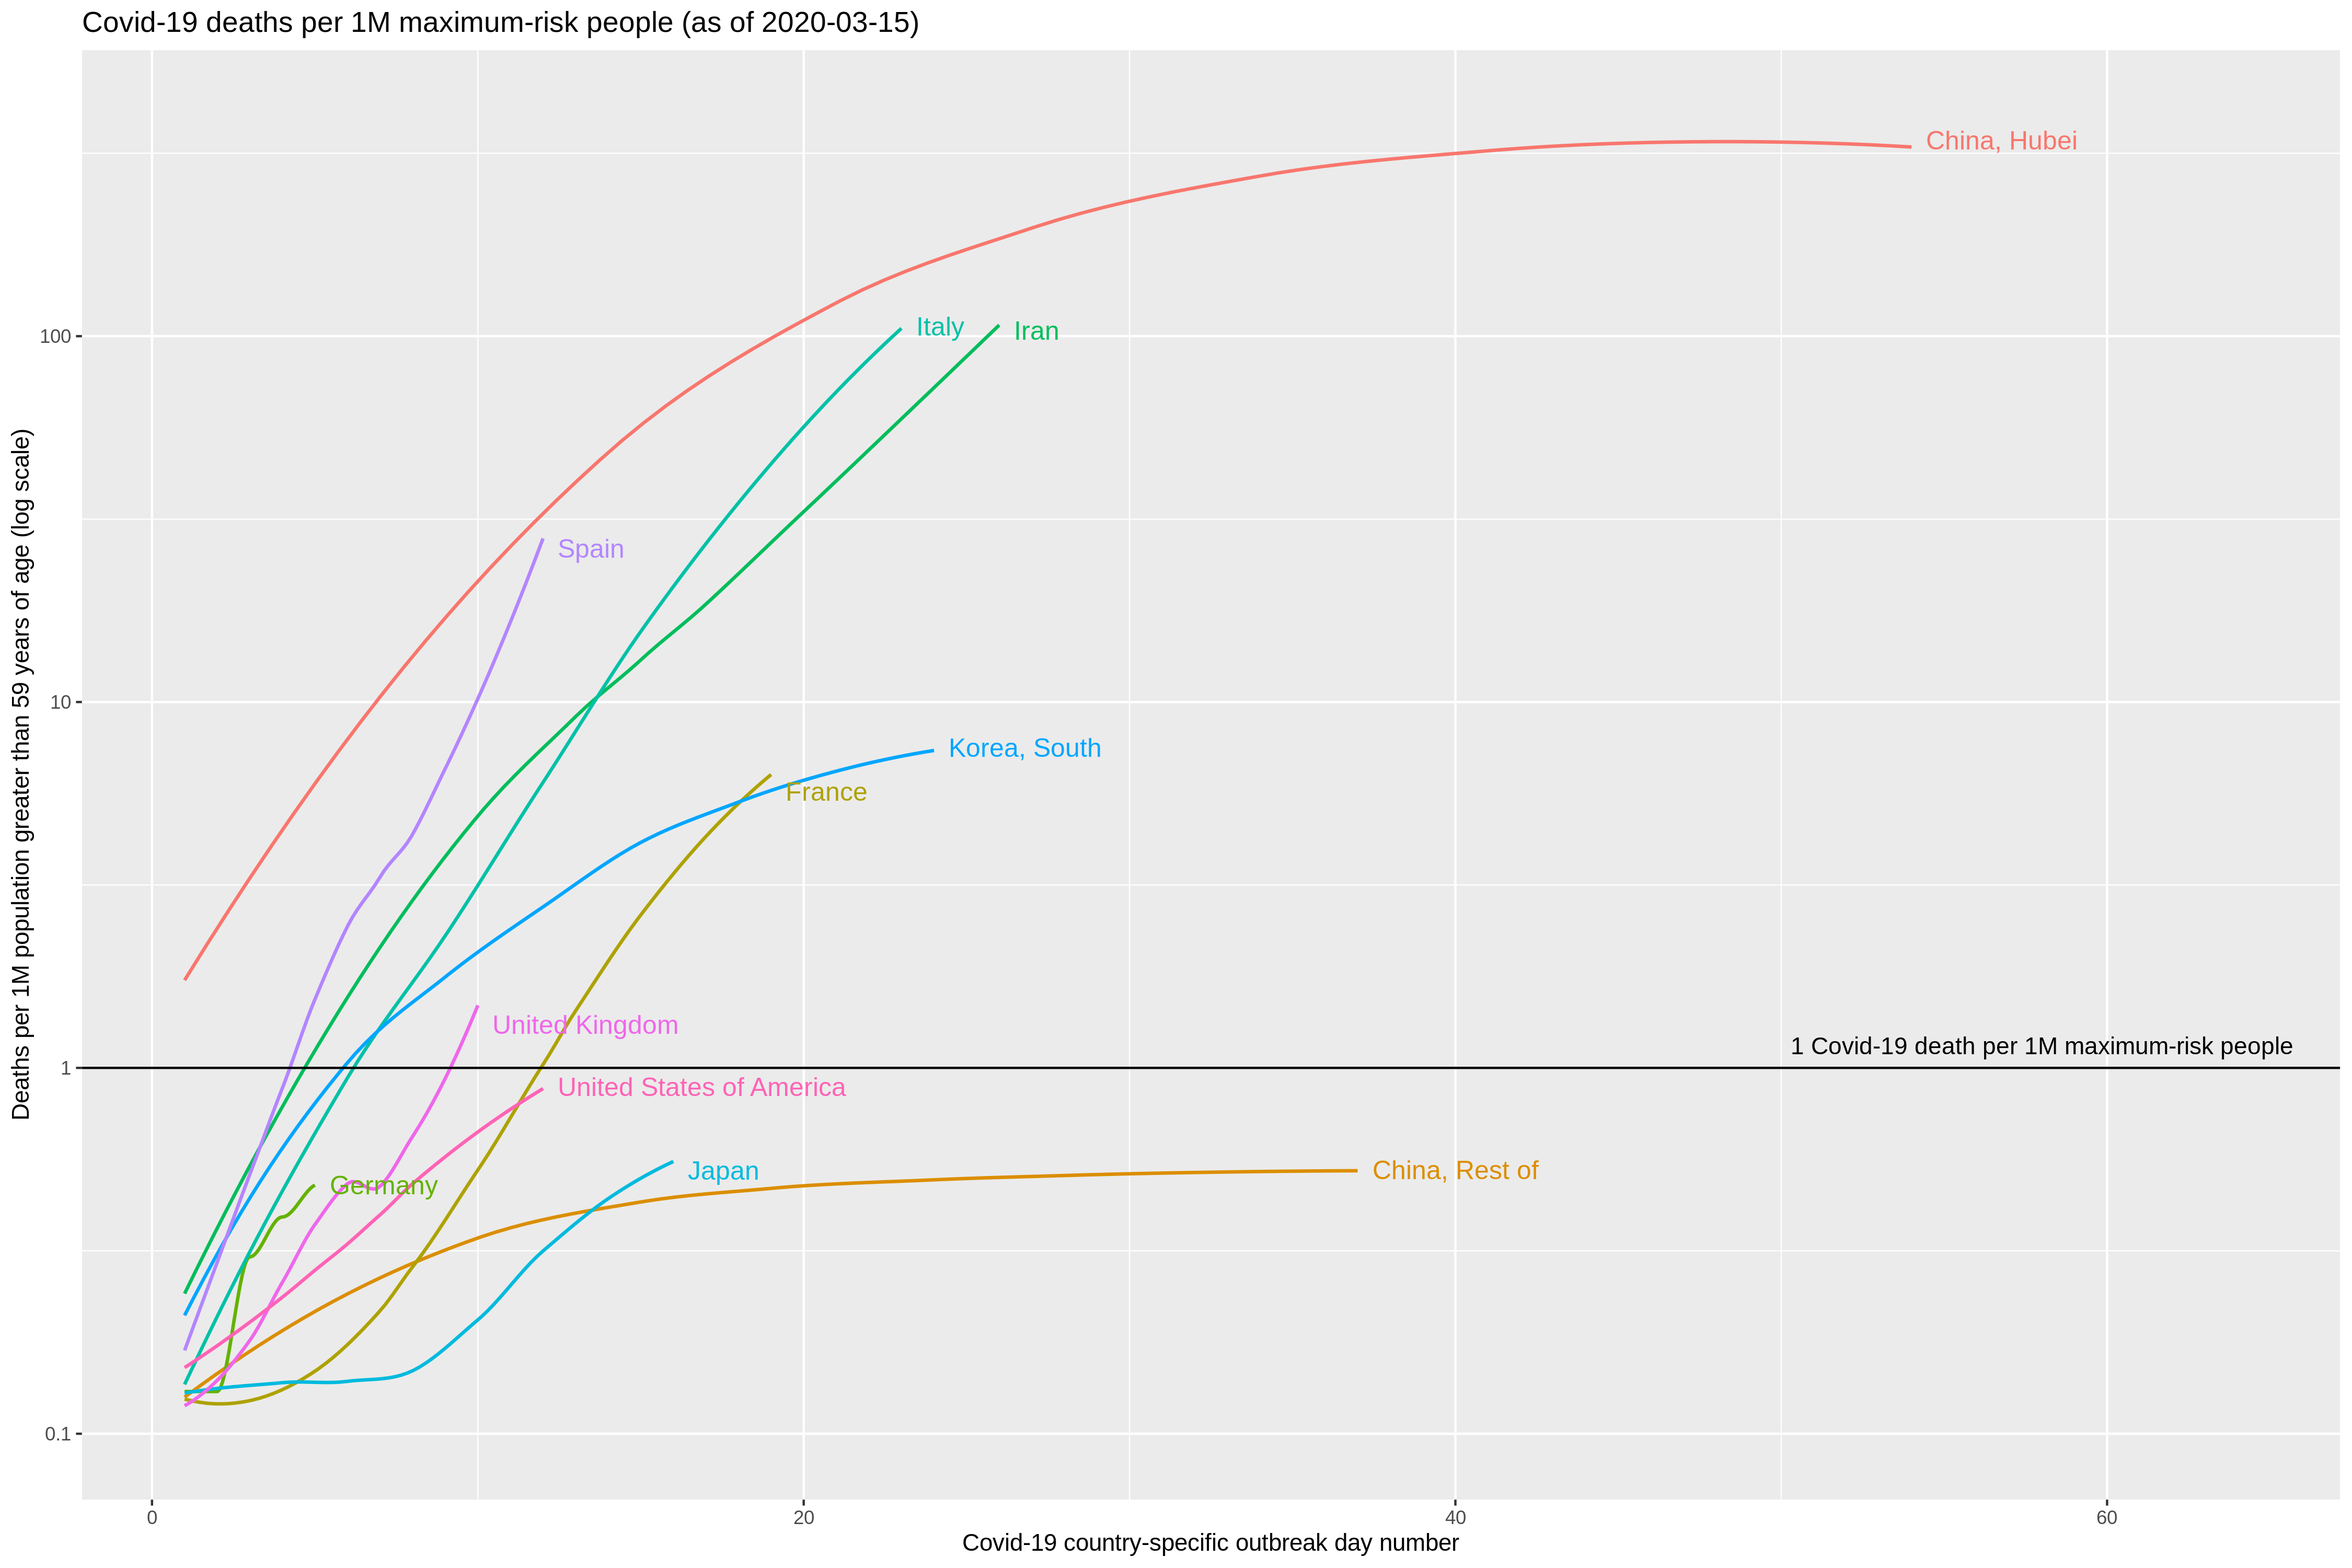 Covid-19 deaths per 1M maximum-risk people (as of 2020-03-15)
Deaths per 1M population greater than 59 years of age (log scale)
100
10
1
0.1
China, Hubei
Italy
Iran
Spain
Korea, South
France
United Kingdom
1 Covid-19 death per 1M maximum-risk people
United States of America
Japan
China, Rest of
Germany
0
20
40
60
Covid-19 country-specific outbreak day number